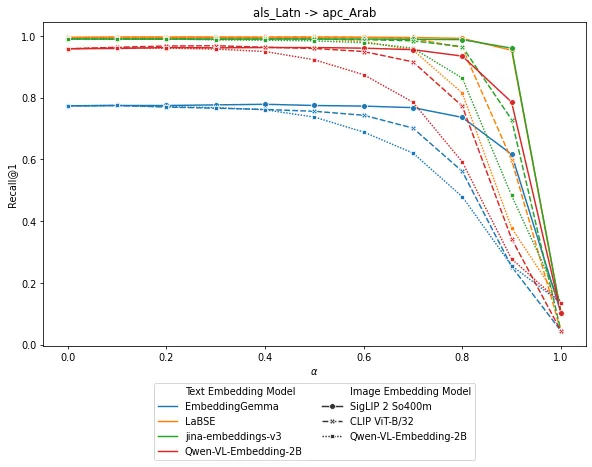 als_Latn -> apc_Arab
1.0
0.8
0.6
0.4
0.2
0.0
Recall@1
0.0 0.2 0.4 0.6 0.8 1.0
α
Text Embedding Model
EmbeddingGemma
LaBSE
jina-embeddings-v3
Qwen-VL-Embedding-2B
Image Embedding Model
SigLIP 2 So400m
CLIP ViT-B/32
Qwen-VL-Embedding-2B